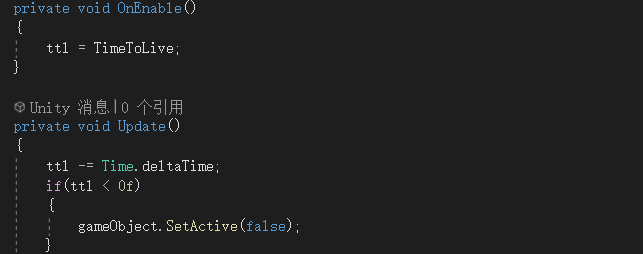 private void OnEnable()
{
ttl = TimeToLive;
}
Unity 消息|0 个引用
private void Update()
{
ttl -= Time.deltaTime;
if(ttl < 0f)
{
gameObject.SetActive(false);
}